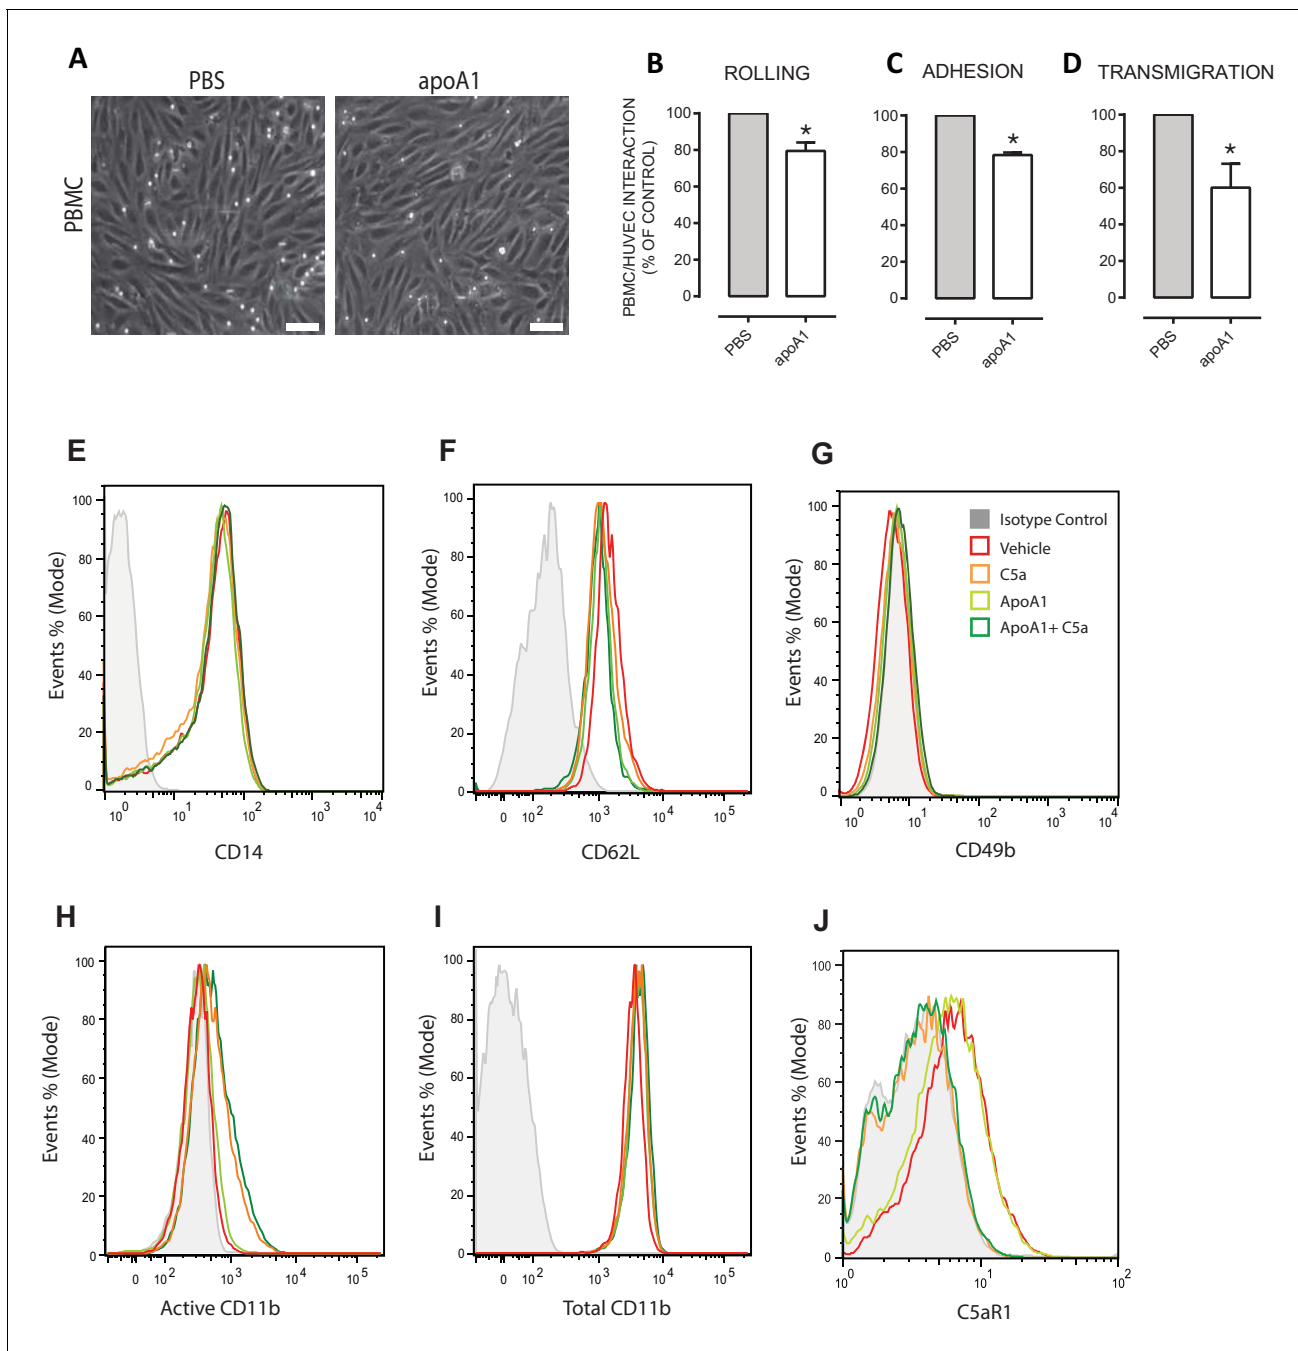 A
PBS
apoA1
PBMC
B
ROLLING
PBMC/HUVEC INTERACTION
(% OF CONTROL)
100
80
60
40
20
0
PBS
apoA1
*
C
ADHESION
100
80
60
40
20
0
PBS
apoA1
*
D
TRANSMIGRATION
100
80
60
40
20
0
PBS
apoA1
*
E
Events % (Mode)
100
80
60
40
20
0
10^0 10^1 10^2 10^3 10^4
CD14
F
Events % (Mode)
100
80
60
40
20
0
0 10^2 10^3 10^4 10^5
CD62L
G
Events % (Mode)
100
80
60
40
20
0
10^0 10^1 10^2 10^3 10^4
CD49b
Isotype Control
Vehicle
C5a
ApoA1
ApoA1+ C5a
H
Events % (Mode)
100
80
60
40
20
0
0 10^2 10^3 10^4 10^5
Active CD11b
I
Events % (Mode)
100
80
60
40
20
0
0 10^2 10^3 10^4 10^5
Total CD11b
J
Events % (Mode)
100
80
60
40
20
0
10^0 10^1 10^2
C5aR1